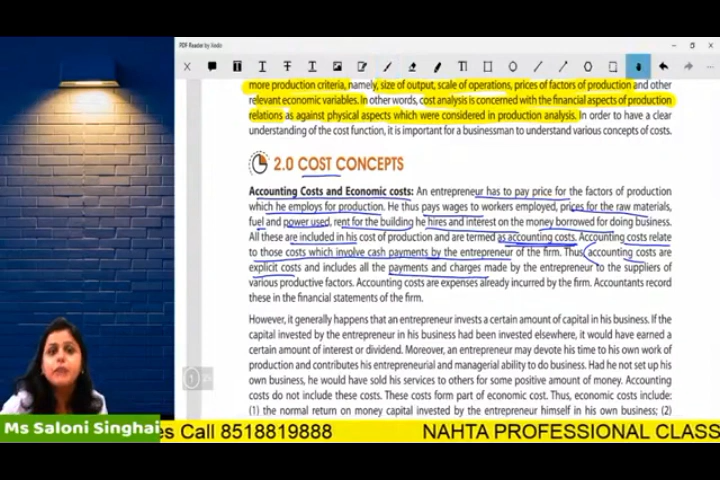 PDF Reader by Xodo
more production criteria, namely, size of output, scale of operations, prices of factors of production and other
relevant economic variables. In other words, cost analysis is concerned with the financial aspects of production
relations as against physical aspects which were considered in production analysis. In order to have a clear
understanding of the cost function, it is important for a businessman to understand various concepts of costs.
2.0 COST CONCEPTS
Accounting Costs and Economic costs: An entrepreneur has to pay price for the factors of production
which he employs for production. He thus pays wages to workers employed, prices for the raw materials,
fuel and power used, rent for the building he hires and interest on the money borrowed for doing business.
All these are included in his cost of production and are termed as accounting costs. Accounting costs relate
to those costs which involve cash payments by the entrepreneur of the firm. Thus, accounting costs are
explicit costs and includes all the payments and charges made by the entrepreneur to the suppliers of
various productive factors. Accounting costs are expenses already incurred by the firm. Accountants record
these in the financial statements of the firm.
However, it generally happens that an entrepreneur invests a certain amount of capital in his business. If the
capital invested by the entrepreneur in his business had been invested elsewhere, it would have earned a
certain amount of interest or dividend. Moreover, an entrepreneur may devote his time to his own work of
production and contributes his entrepreneurial and managerial ability to do business. Had he not set up his
own business, he would have sold his services to others for some positive amount of money. Accounting
costs do not include these costs. These costs form part of economic cost. Thus, economic costs include:
(1) the normal return on money capital invested by the entrepreneur himself in his own business; (2)
Ms Saloni Singhai
es Call 8518819888 NAHTA PROFESSIONAL CLASS